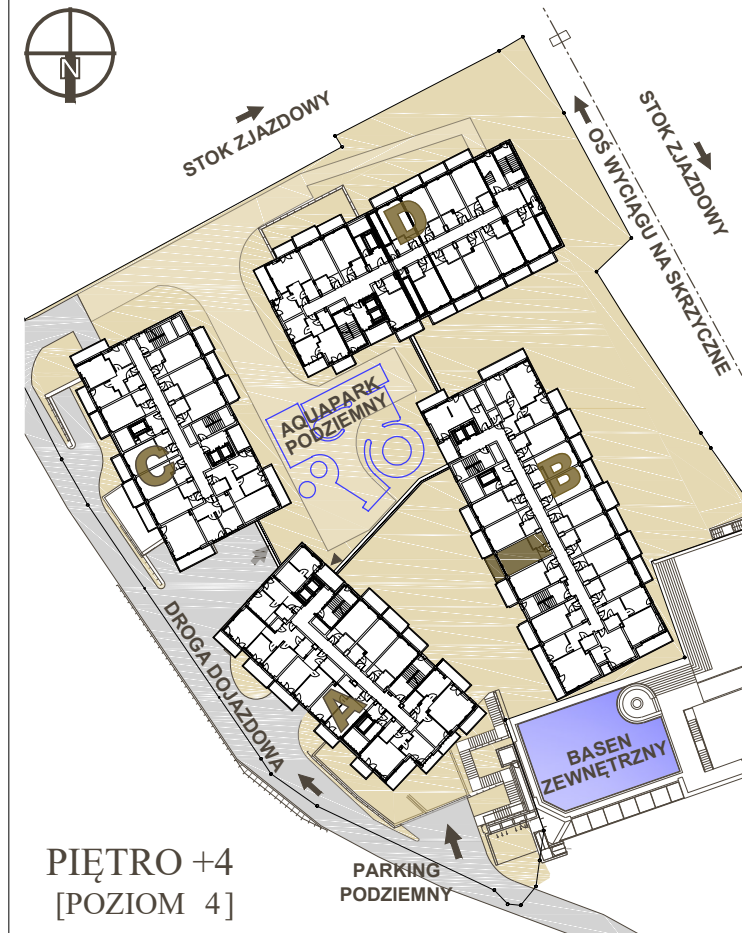 N
STOK ZJAZDOWY
STOK ZJAZDOWY
OŚ WYCIĄGU NA SKRZYCZNE
D
AQUAPARK
PODZIEMNY
C
B
A
DROGA DOJAZDOWA
BASEN
ZEWNĘTRZNY
PARKING
PODZIEMNY
PIĘTRO +4
[POZIOM 4]